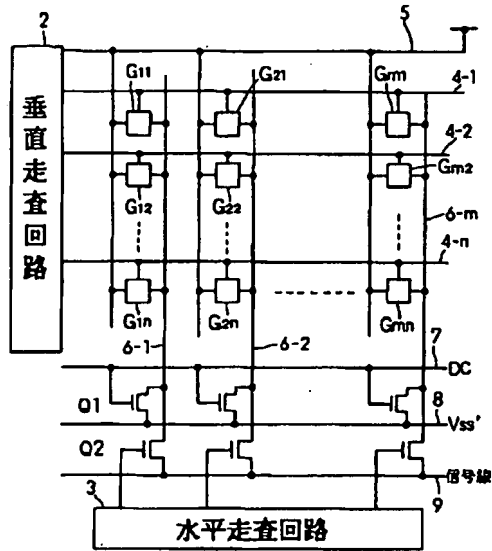 2
5
垂直走査回路
G11
G21
Gm1
4-1
4-2
G12
G22
Gm2
6-m
4-n
G1n
G2n
Gmn
6-1
6-2
7
DC
Q1
8
Vss'
Q2
信号線
3
9
水平走査回路